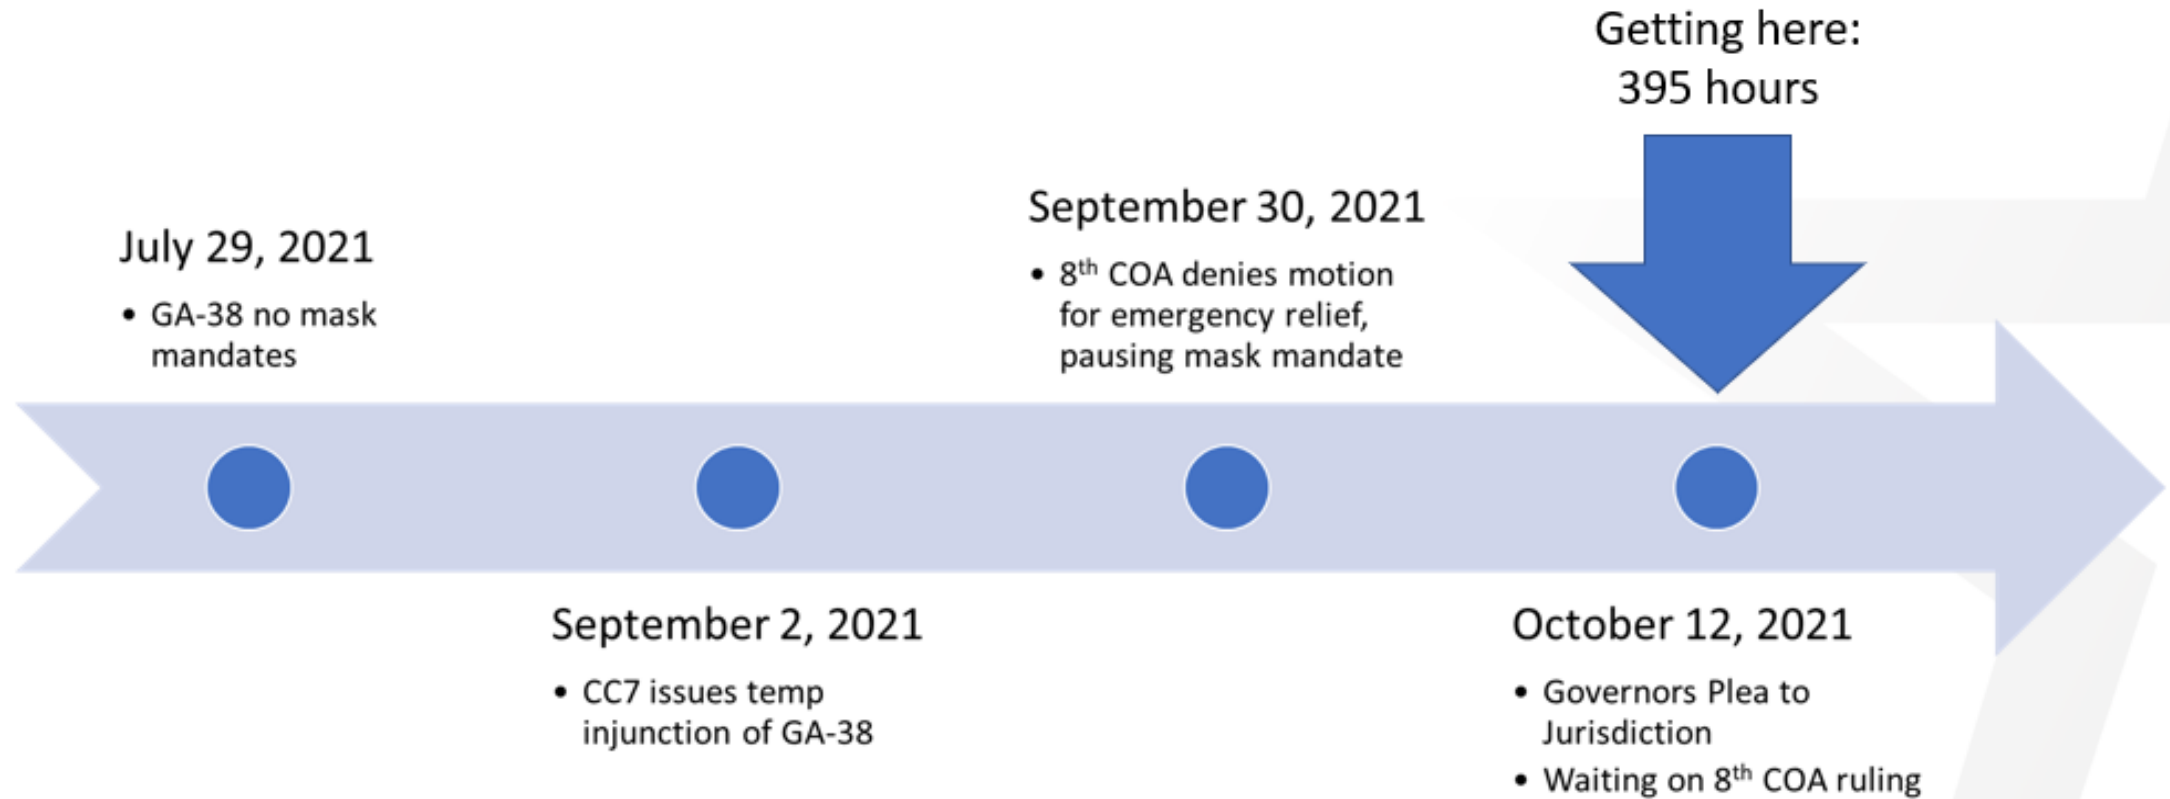 Getting here:
395 hours
July 29, 2021
• GA-38 no mask
mandates
September 30, 2021
• 8th COA denies motion
for emergency relief,
pausing mask mandate
September 2, 2021
• CC7 issues temp
injunction of GA-38
October 12, 2021
• Governors Plea to
Jurisdiction
• Waiting on 8th COA ruling